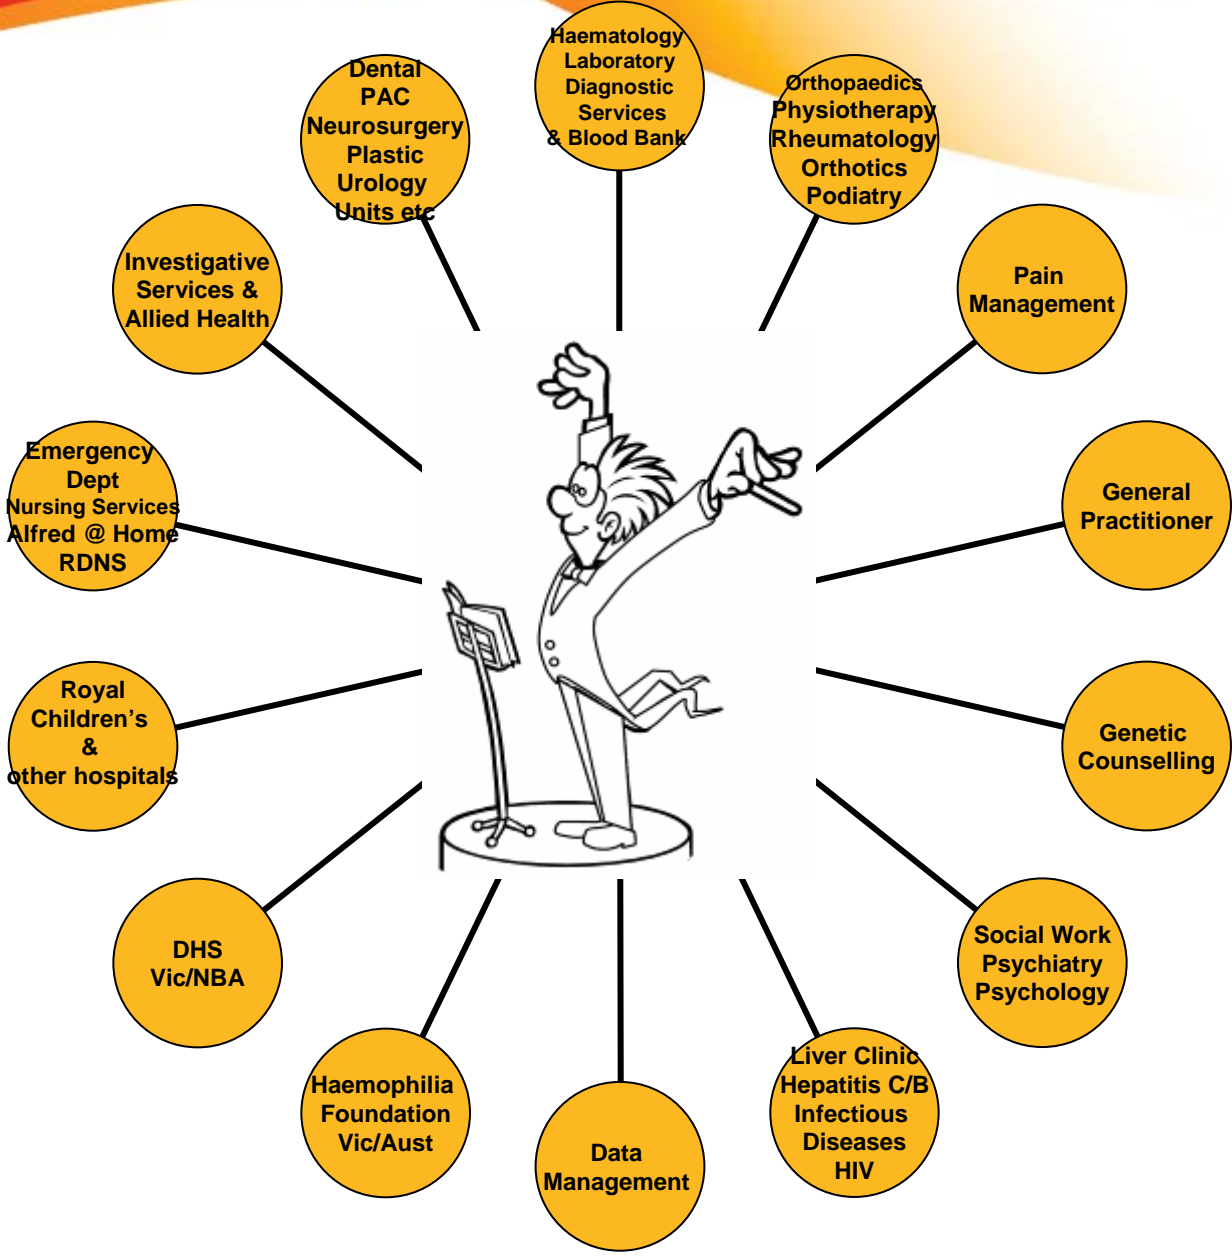 Haematology
Laboratory
Diagnostic
Services
& Blood Bank
Orthopaedics
Physiotherapy
Rheumatology
Orthotics
Podiatry
Pain
Management
General
Practitioner
Genetic
Counselling
Social Work
Psychiatry
Psychology
Liver Clinic
Hepatitis C/B
Infectious
Diseases
HIV
Data
Management
Haemophilia
Foundation
Vic/Aust
DHS
Vic/NBA
Royal
Children’s
&
other hospitals
Emergency
Dept
Nursing Services
Alfred @ Home
RDNS
Investigative
Services &
Allied Health
Dental
PAC
Neurosurgery
Plastic
Urology
Units etc